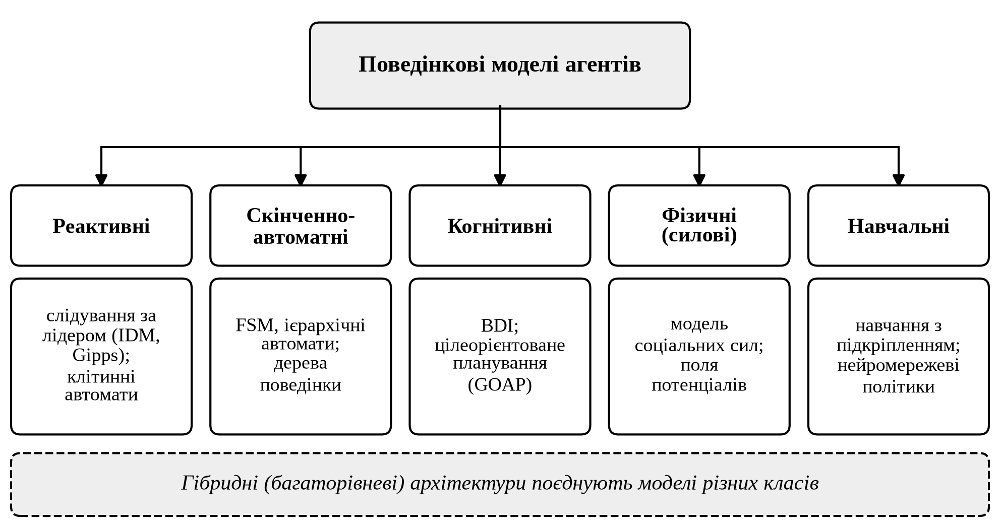 Поведінкові моделі агентів
Реактивні
Скінченно-
автоматні
Когнітивні
Фізичні
(силові)
Навчальні
слідування за
лідером (IDM,
Gipps);
клітинні
автомати
FSM, ієрархічні
автомати;
дерева
поведінки
BDI;
цілеорієнтоване
планування
(GOAP)
модель
соціальних сил;
поля
потенціалів
навчання з
підкріпленням;
нейромережеві
політики
Гібридні (багаторівневі) архітектури поєднують моделі різних класів